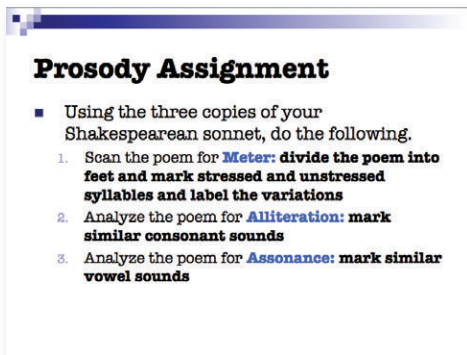 Prosody Assignment
Using the three copies of your
Shakespearean sonnet, do the following.
1. Scan the poem for Meter: divide the poem into
feet and mark stressed and unstressed
syllables and label the variations
2. Analyze the poem for Alliteration: mark
similar consonant sounds
3. Analyze the poem for Assonance: mark similar
vowel sounds